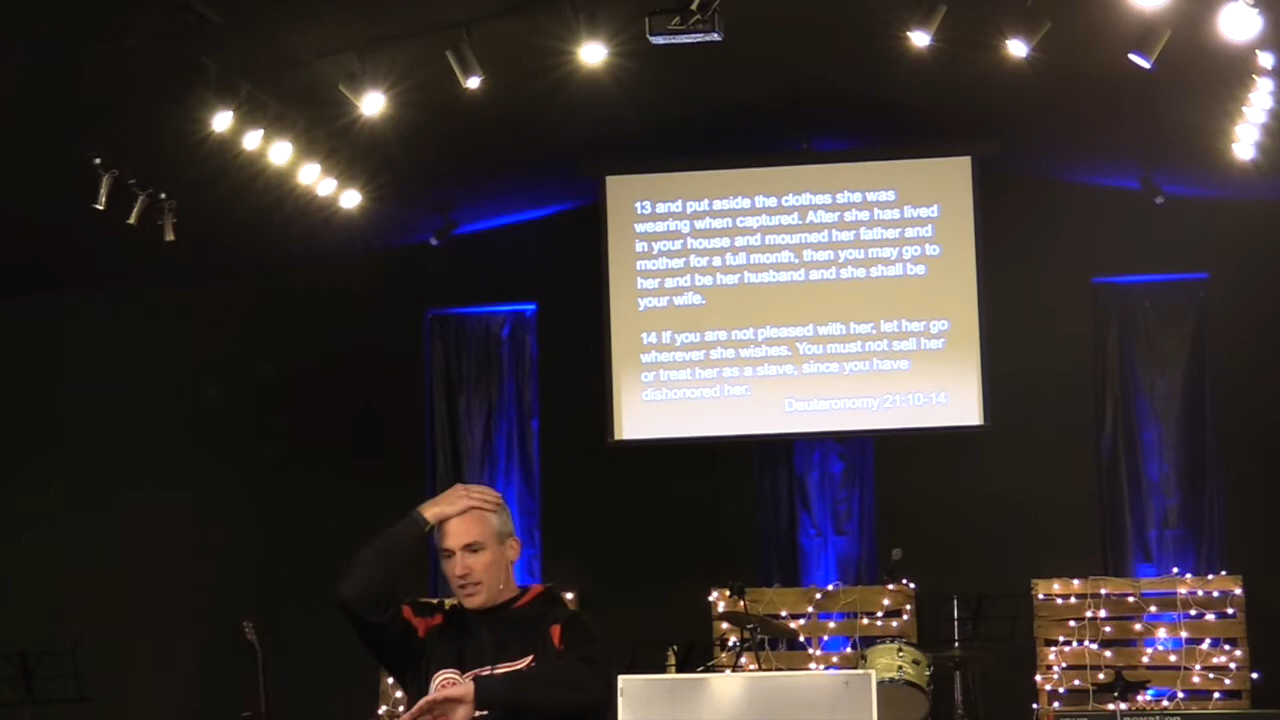 13 and put aside the clothes she was
wearing when captured. After she has lived
in your house and mourned her father and
mother for a full month, then you may go to
her and be her husband and she shall be
your wife.
14 If you are not pleased with her, let her go
wherever she wishes. You must not sell her
or treat her as a slave, since you have
dishonored her.
Deuteronomy 21:10-14